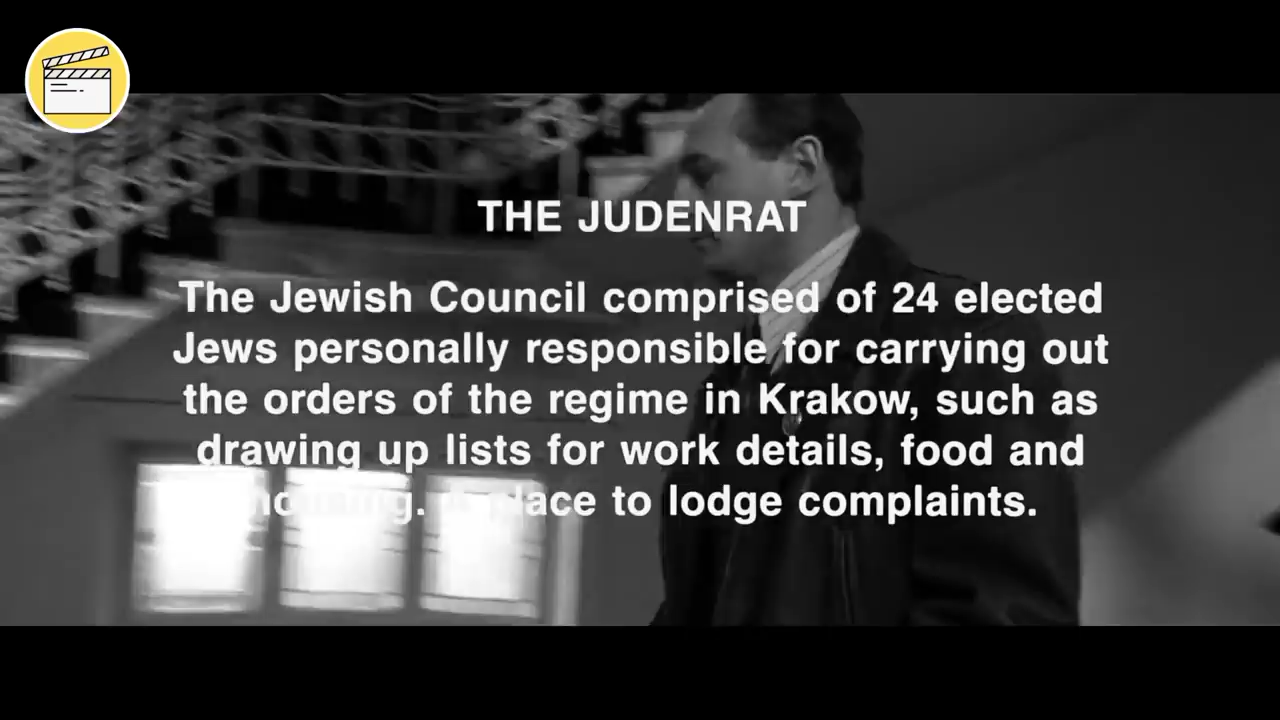 THE JUDENRAT
The Jewish Council comprised of 24 elected
Jews personally responsible for carrying out
the orders of the regime in Krakow, such as
drawing up lists for work details, food and
place to lodge complaints.